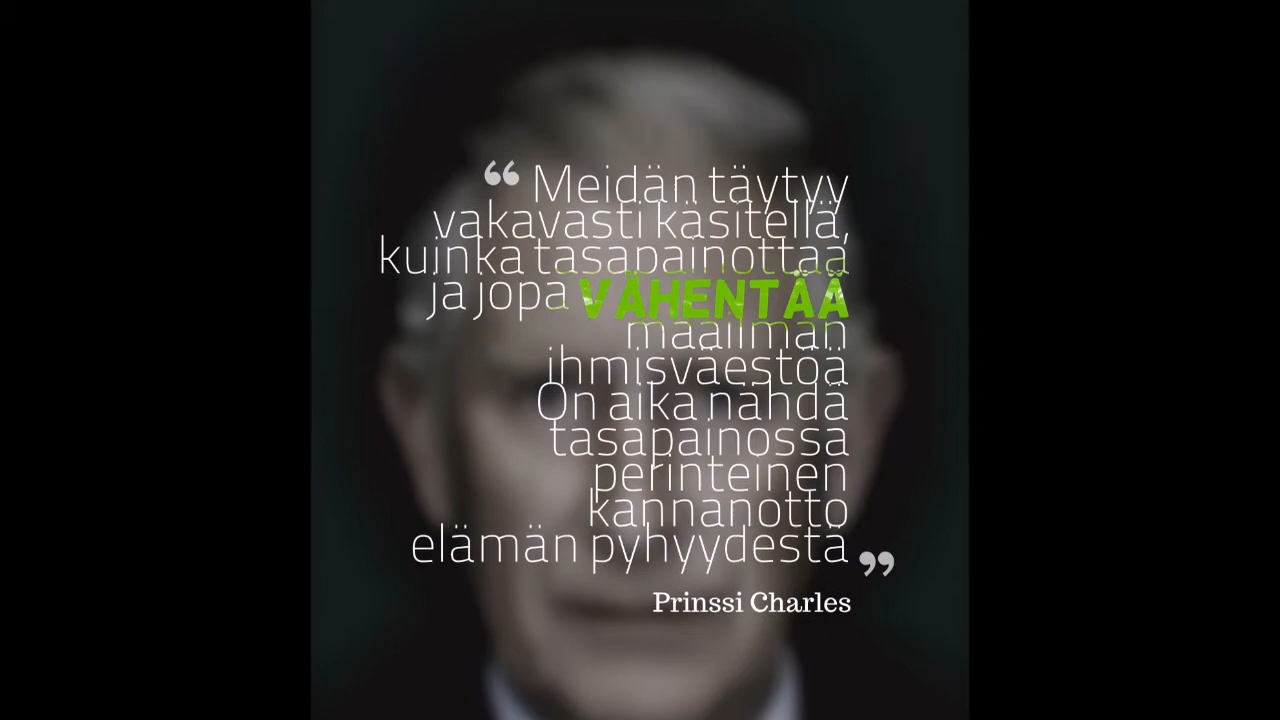 “ Meidän täytyy
vakavasti käsitellä,
kuinka tasapainottaa
ja jopa VÄHENTÄÄ
maailman
ihmisväestöä
On aika nähdä
tasapainossa
perinteinen
kannanotto
elämän pyhyydestä ”
Prinssi Charles